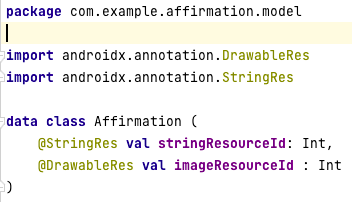 package com.example.affirmation.model
import androidx.annotation.DrawableRes
import androidx.annotation.StringRes
data class Affirmation (
@StringRes val stringResourceId: Int,
@DrawableRes val imageResourceId : Int
)